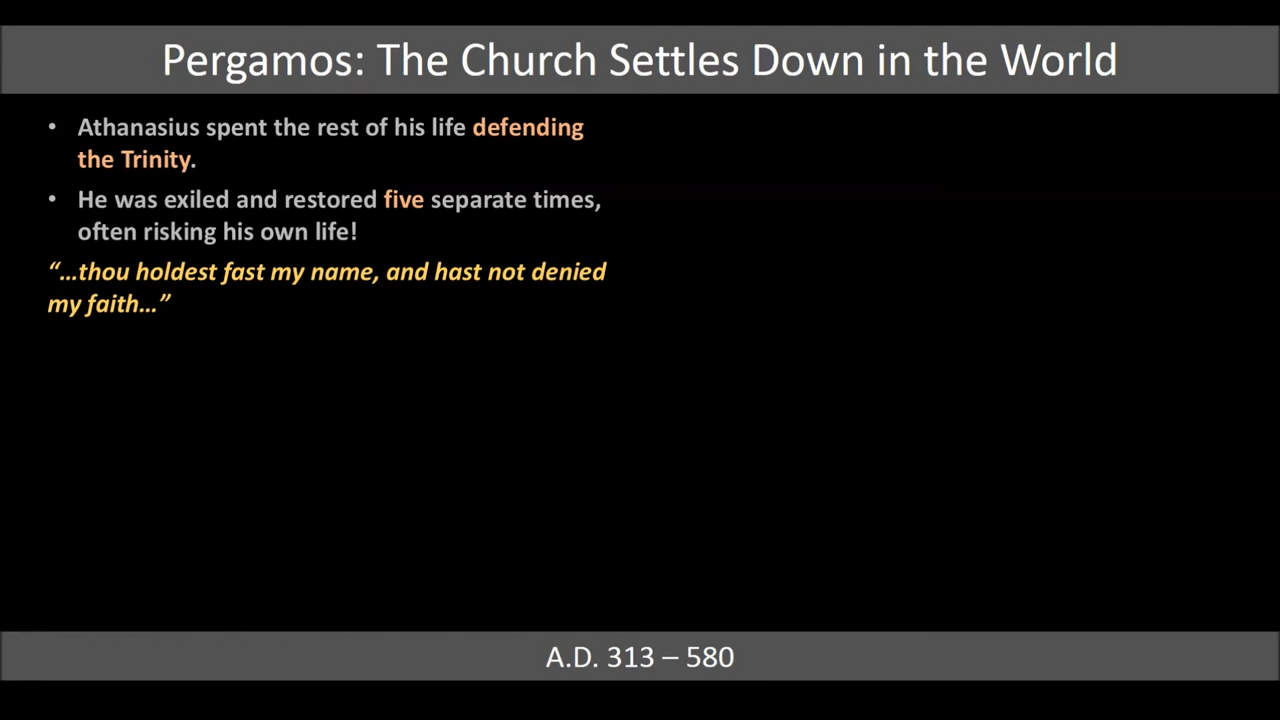 Pergamos: The Church Settles Down in the World
• Athanasius spent the rest of his life defending
the Trinity.
• He was exiled and restored five separate times,
often risking his own life!
“…thou holdest fast my name, and hast not denied
my faith…”
A.D. 313 – 580